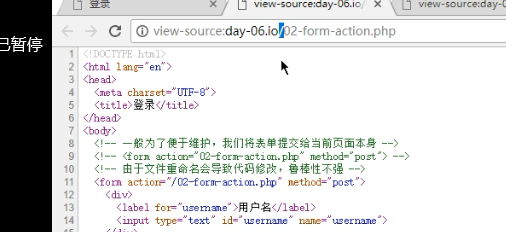 已暂停
登录
view-source:day-06.io/
view-source:day-06.io/02-form-action.php
1 <!DOCTYPE html>
2 <html lang="en">
3 <head>
4 <meta charset="UTF-8">
5 <title>登录</title>
6 </head>
7 <body>
8 <!-- 一般为了便于维护，我们将表单提交给当前页面本身 -->
9 <!-- <form action="02-form-action.php" method="post"> -->
10 <!-- 由于文件重命名会导致代码修改，鲁棒性不强 -->
11 <form action="/02-form-action.php" method="post">
12 <div>
13 <label for="username">用户名</label>
14 <input type="text" id="username" name="username">